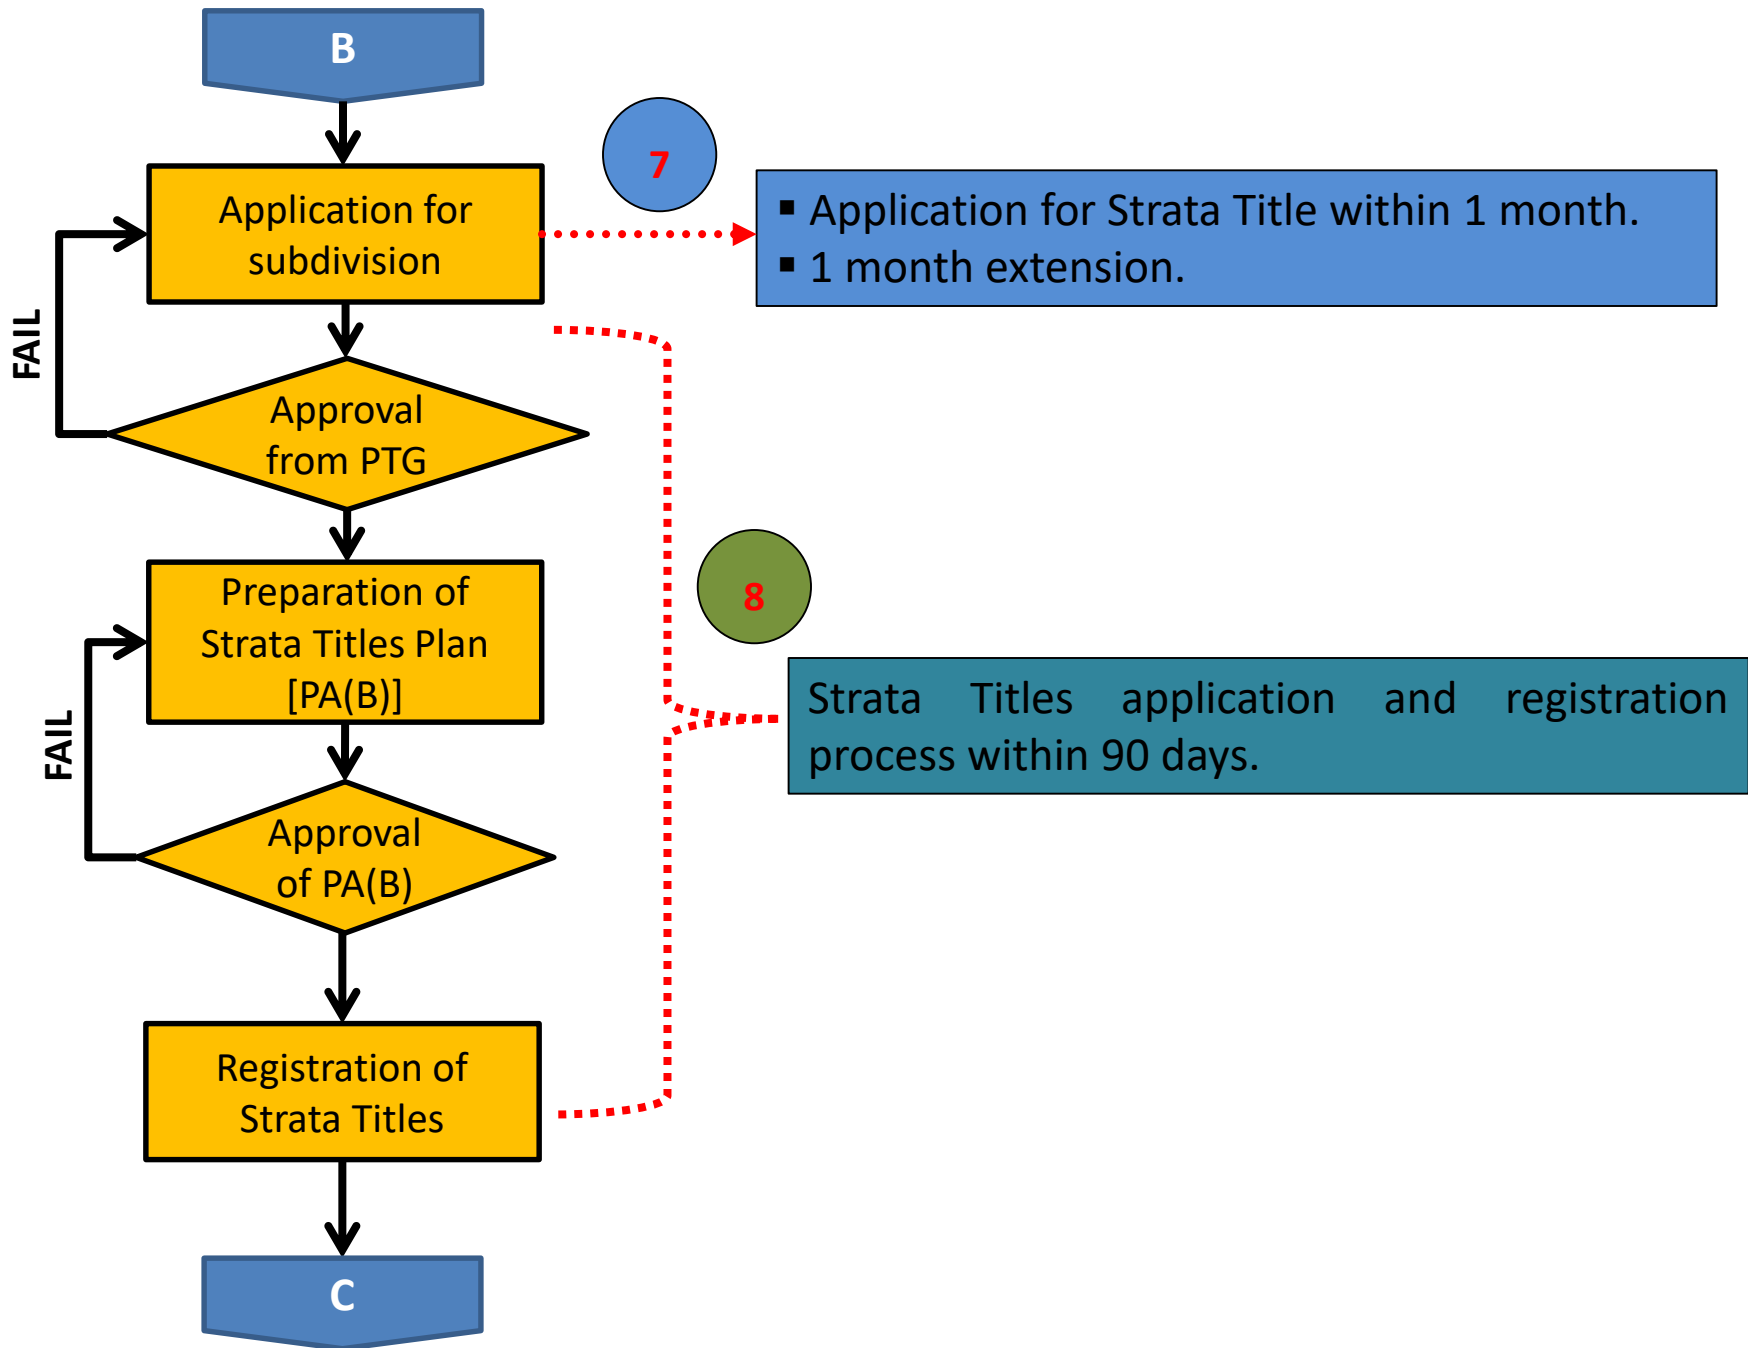 B
7
Application for
subdivision
▪ Application for Strata Title within 1 month.
▪ 1 month extension.
FAIL
Approval
from PTG
Preparation of
Strata Titles Plan
[PA(B)]
8
Strata Titles application and registration
process within 90 days.
FAIL
Approval
of PA(B)
Registration of
Strata Titles
C